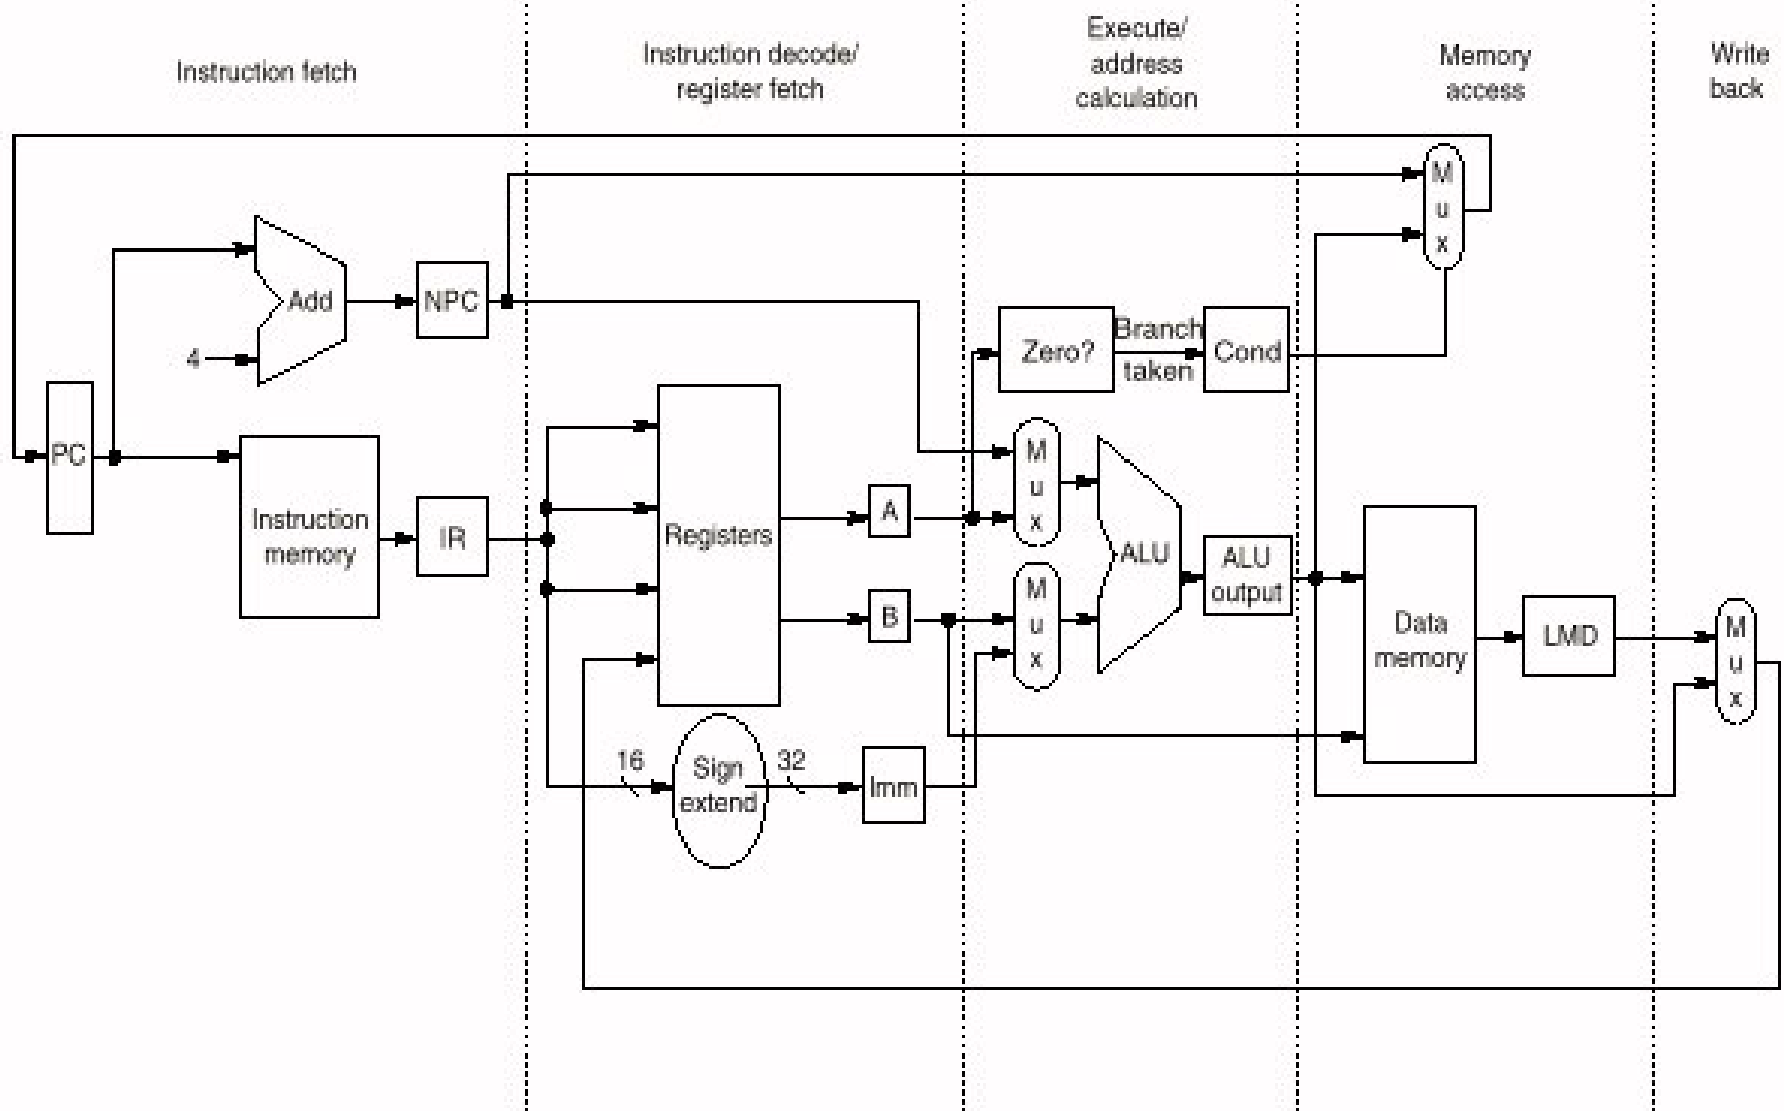 Instruction fetch
Instruction decode/
register fetch
Execute/
address
calculation
Memory
access
Write
back
M
u
x
Add
NPC
4
Zero?
Branch
taken
Cond
PC
Instruction
memory
IR
Registers
A
B
M
u
x
M
u
x
ALU
ALU
output
Data
memory
LMD
M
u
x
16
Sign
extend
32
Imm